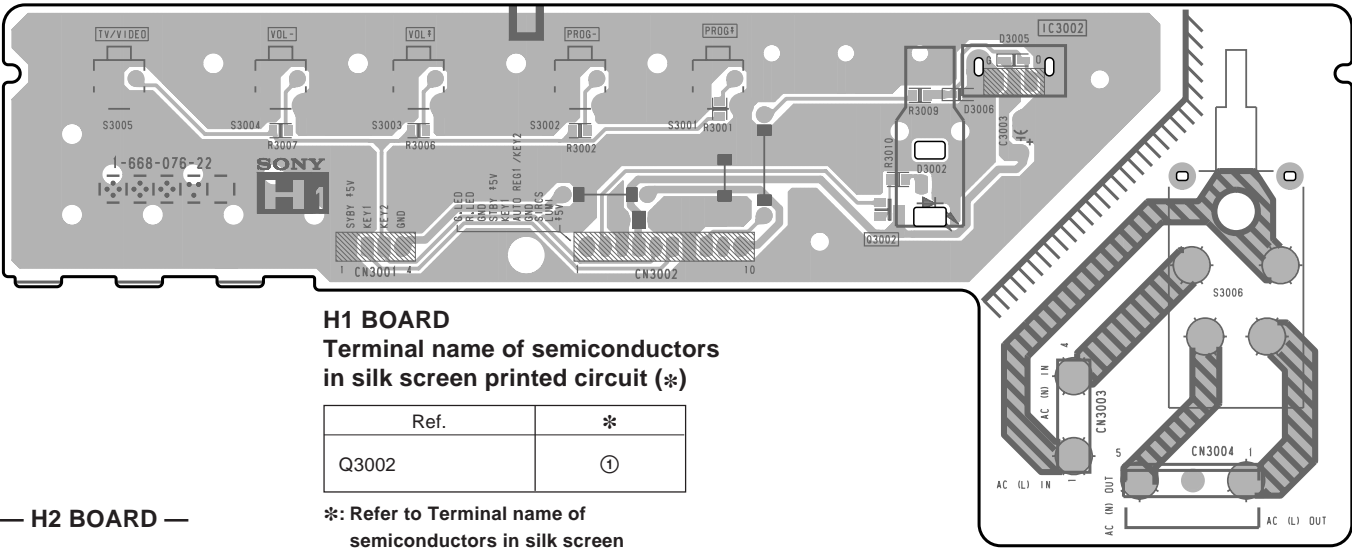 TV/VIDEO
VOL-
VOL+
PROG-
PROG+
IC3002
D3005
G O
S3005
S3004
R3007
S3003
R3006
S3002
R3002
S3001
R3001
R3009
D3006
C3003
R3010
D3002
Q3002
1-668-076-22
SONY
H1
SYBY +5V
KEY1
KEY2
GND
1 4
CN3001
G.LED
R.LED
GND
STBY +5V
KEY1
AUTO REG1/KEY2
GND
SIRCS
+5V
1 10
CN3002
S3006
4
AC (N) IN
CN3003
1
AC (L) IN
5 CN3004 1
AC (N) OUT
AC (L) OUT
H1 BOARD
Terminal name of semiconductors
in silk screen printed circuit (*)
Ref. *
Q3002 ①
— H2 BOARD —
*: Refer to Terminal name of
semiconductors in silk screen